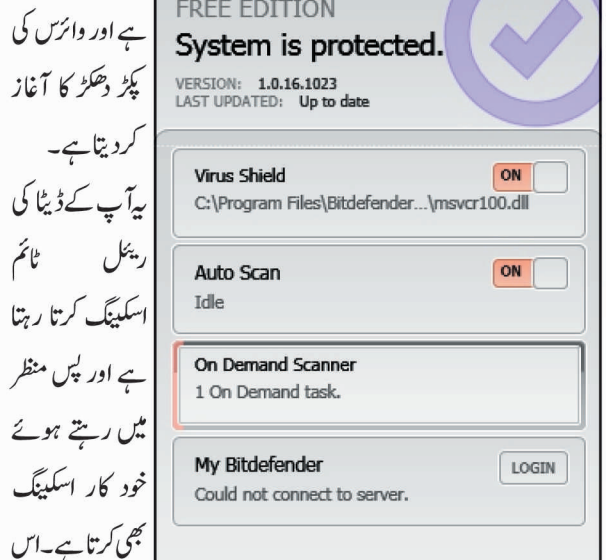 ہے اور وائرس کی
پکڑ دھکڑ کا آغاز
کردیتاہے۔
یہ آپ کے ڈیٹا کی
ریئل ٹائم
اسکیننگ کرتا رہتا
ہے اور پس منظر
میں رہتے ہوئے
خود کار اسکیننگ
بھی کرتا ہے۔اس
FREE EDITION
System is protected.
VERSION: 1.0.16.1023
LAST UPDATED: Up to date
Virus Shield ON
C:\Program Files\Bitdefender...\msvcr100.dll
Auto Scan ON
Idle
On Demand Scanner
1 On Demand task.
My Bitdefender LOGIN
Could not connect to server.